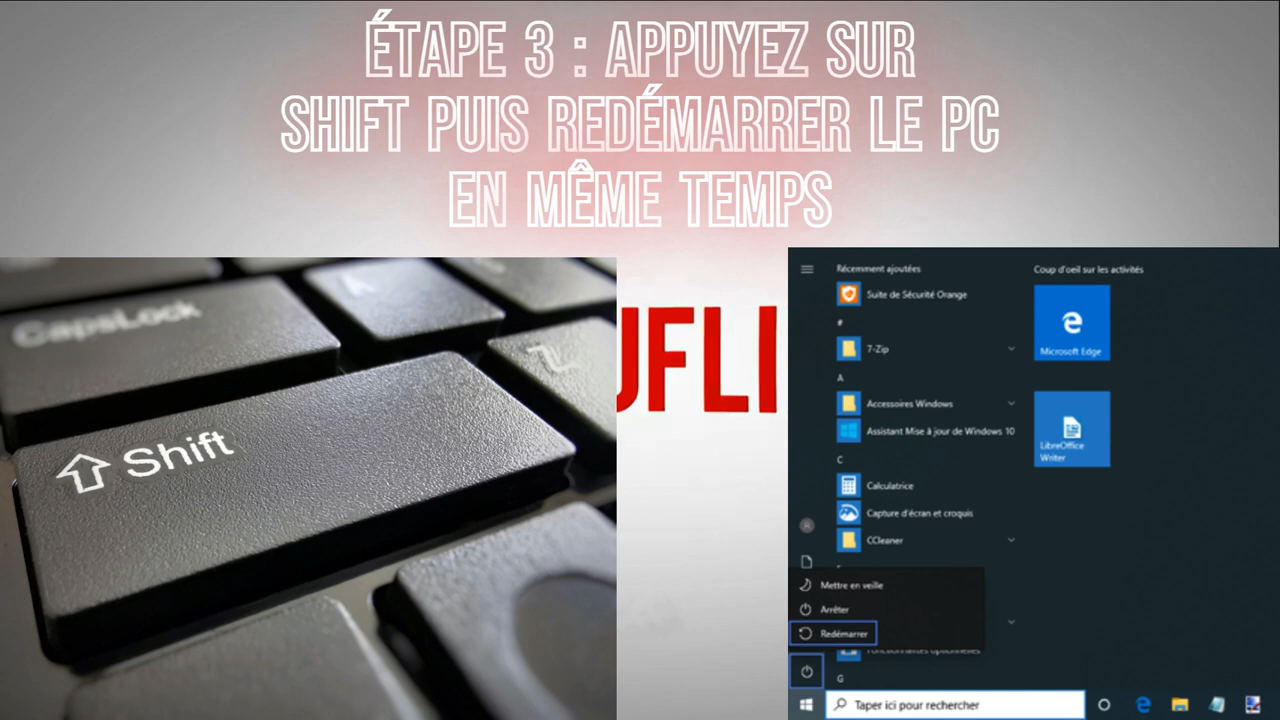 ÉTAPE 3 : APPUYEZ SUR
SHIFT PUIS REDÉMARRER LE PC
EN MÊME TEMPS
CapsLock
Shift
UFLI
Récemment ajoutées
Suite de Sécurité Orange
#
7-Zip
A
Accessoires Windows
Assistant Mise à jour de Windows 10
C
Calculatrice
Capture d'écran et croquis
CCleaner
Mettre en veille
Arrêter
Redémarrer
Fonctionnalités optionnelles
G
Taper ici pour rechercher
Coup d'oeil sur les activités
Microsoft Edge
LibreOffice
Writer